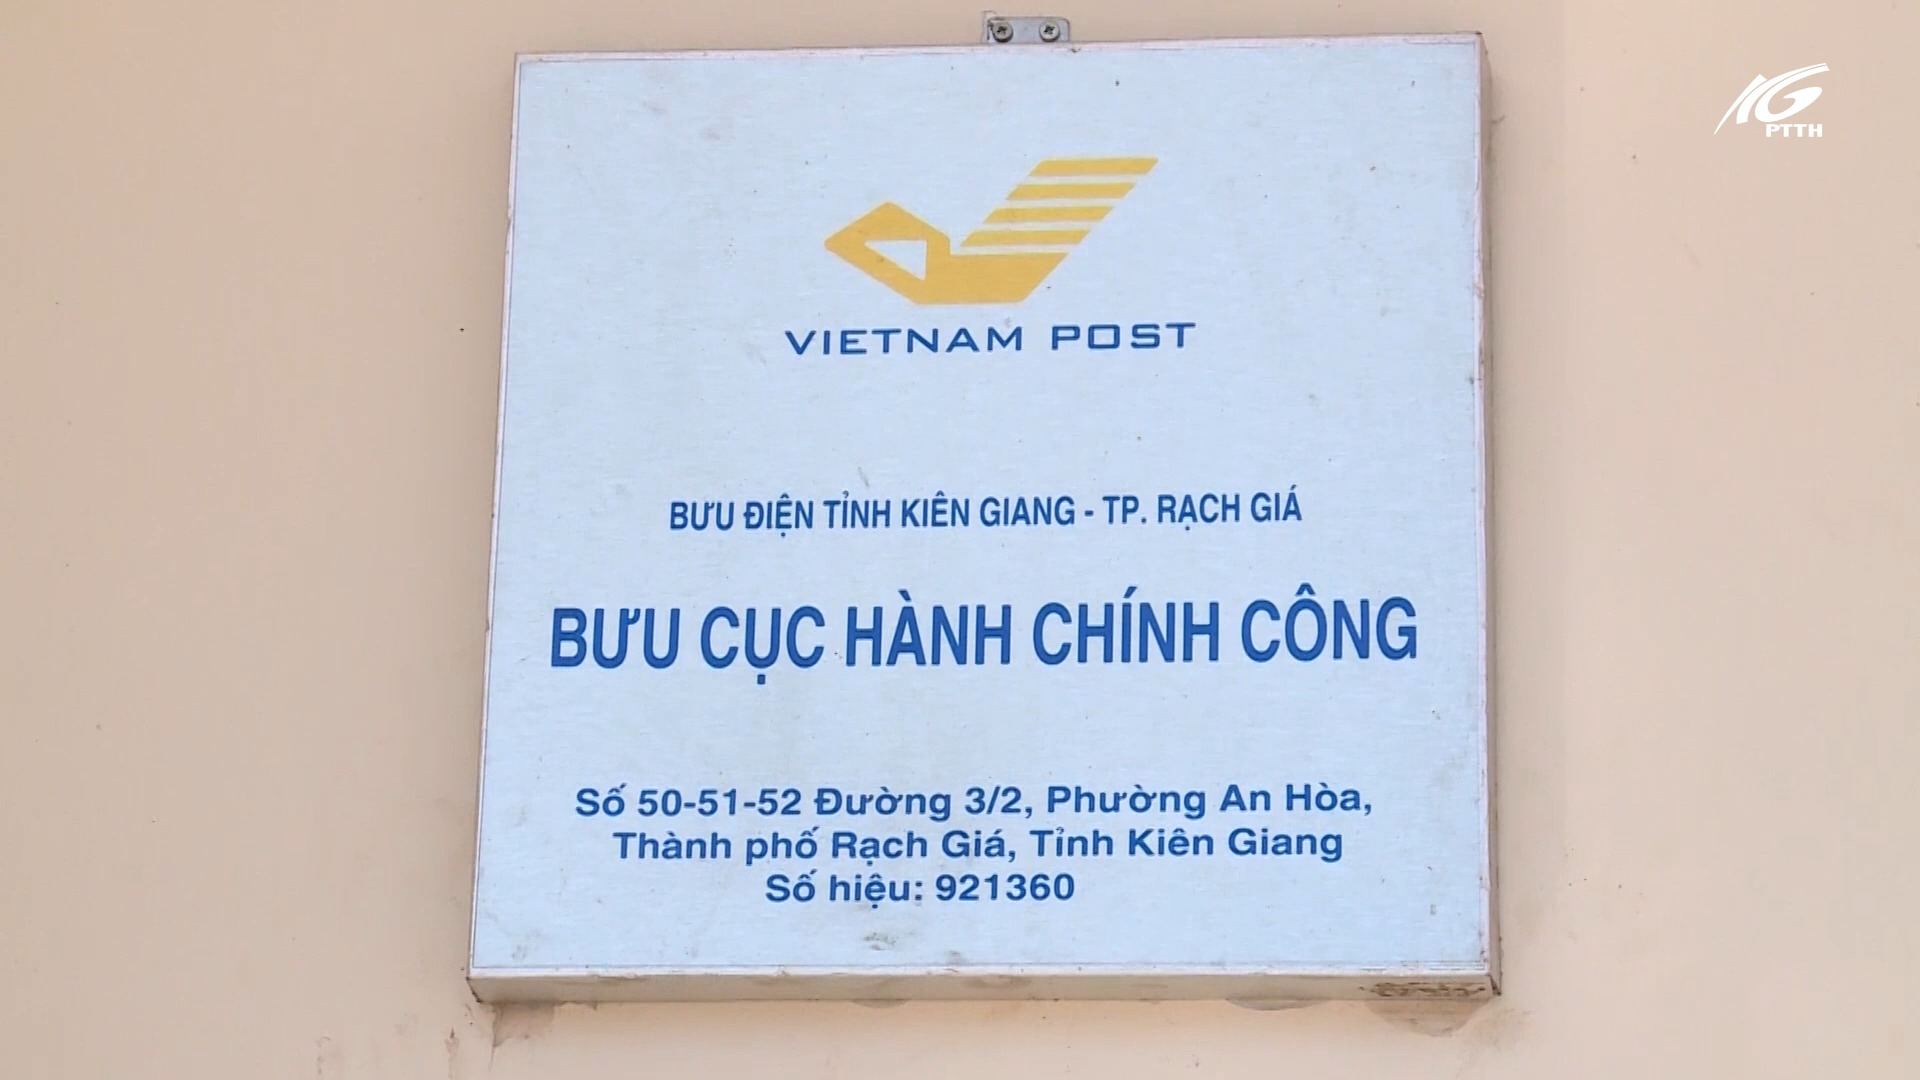 KG
PTTH
VIETNAM POST
BƯU ĐIỆN TỈNH KIÊN GIANG - TP. RẠCH GIÁ
BƯU CỤC HÀNH CHÍNH CÔNG
Số 50-51-52 Đường 3/2, Phường An Hòa,
Thành phố Rạch Giá, Tỉnh Kiên Giang
Số hiệu: 921360